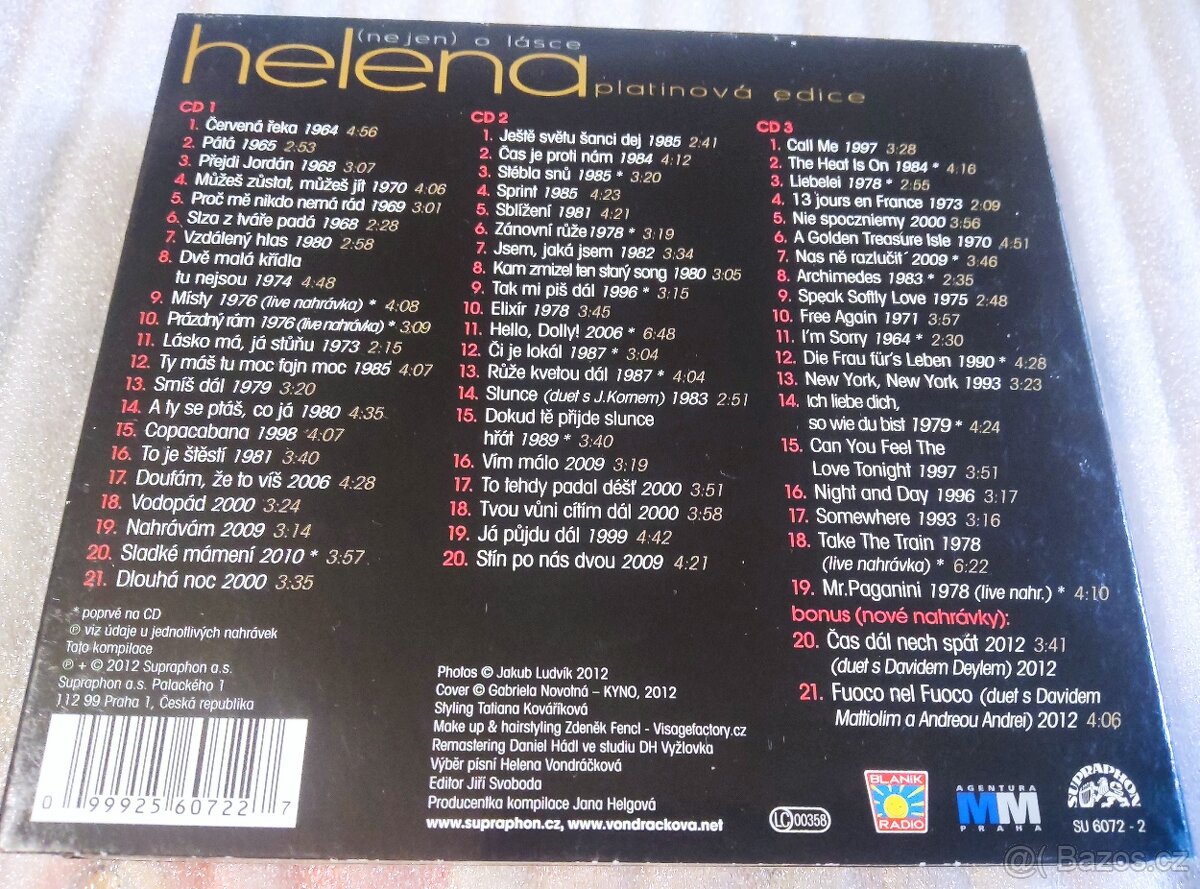 (nejen) o lásce
helena
platinová edice
CD 1
1. Červená řeka 1964 4:56
2. Pátá 1965 2:53
3. Přejdi Jordán 1968 3:07
4. Můžeš zůstat, můžeš jít 1970 4:06
5. Proč mě nikdo nemá rád 1969 3:01
6. Slza z tváře padá 1968 2:28
7. Vzdálený hlas 1980 2:58
8. Dvě malá křídla
tu nejsou 1974 4:48
9. Místy 1976 (live nahrávka) * 4:08
10. Prázdný rám 1976 (live nahrávka) * 3:09
11. Lásko má, já stůňu 1973 2:15
12. Ty máš tu moc fajn moc 1985 4:07
13. Smíš dál 1979 3:20
14. A ty se ptáš, co já 1980 4:35
15. Copacabana 1998 4:07
16. To je štěstí 1981 3:40
17. Doufám, že to víš 2006 4:28
18. Vodopád 2000 3:24
19. Nahrávám 2009 3:14
20. Sladké mámení 2010 * 3:57
21. Dlouhá noc 2000 3:35
* poprvé na CD
℗ viz údaje u jednotlivých nahrávek
Tato kompilace
℗ + © 2012 Supraphon a.s.
Supraphon a.s. Palackého 1
112 99 Praha 1, Česká republika
0 99925 60722 7
CD 2
1. Ještě světu šanci dej 1985 2:41
2. Čas je proti nám 1984 4:12
3. Stébla snů 1985 * 3:20
4. Sprint 1985 4:23
5. Sblížení 1981 4:21
6. Zánovní růže 1978 * 3:19
7. Jsem, jaká jsem 1982 3:34
8. Kam zmizel ten starý song 1980 3:05
9. Tak mi piš dál 1996 * 3:15
10. Elixír 1978 3:45
11. Hello, Dolly! 2006 * 6:48
12. Či je lokál 1987 * 3:04
13. Růže kvetou dál 1987 * 4:04
14. Slunce (duet s J.Kornem) 1983 2:51
15. Dokud tě přijde slunce
hřát 1989 * 3:40
16. Vím málo 2009 3:19
17. To tehdy padal déšť 2000 3:51
18. Tvou vůni cítím dál 2000 3:58
19. Já půjdu dál 1999 4:42
20. Stín po nás dvou 2009 4:21
Photos © Jakub Ludvík 2012
Cover © Gabriela Novotná – KYNO, 2012
Styling Tatiana Kováříková
Make up & hairstyling Zdeněk Fencl - Visagefactory.cz
Remastering Daniel Hádl ve studiu DH Vyžlovka
Výběr písní Helena Vondráčková
Editor Jiří Svoboda
Producentka kompilace Jana Helgová
www.supraphon.cz, www.vondrackova.net
CD 3
1. Call Me 1997 3:28
2. The Heat Is On 1984 * 4:16
3. Liebelei 1978 * 2:55
4. 13 jours en France 1973 2:09
5. Nie spoczniemy 2000 3:56
6. A Golden Treasure Isle 1970 4:51
7. Nas ně razlučit´ 2009 * 3:46
8. Archimedes 1983 * 2:35
9. Speak Softly Love 1975 2:48
10. Free Again 1971 3:57
11. I'm Sorry 1964 * 2:30
12. Die Frau für's Leben 1990 * 4:28
13. New York, New York 1993 3:23
14. Ich liebe dich,
so wie du bist 1979 * 4:24
15. Can You Feel The
Love Tonight 1997 3:51
16. Night and Day 1996 3:17
17. Somewhere 1993 3:16
18. Take The Train 1978
(live nahrávka) * 6:22
19. Mr.Paganini 1978 (live nahr.) * 4:10
bonus (nové nahrávky):
20. Čas dál nech spát 2012 3:41
(duet s Davidem Deylem) 2012
21. Fuoco nel Fuoco (duet s Davidem
Mattiolim a Andreou Andrei) 2012 4:06
LC 00358
BLANÍK
RADIO
AGENTURA
MM
PRAHA
SUPRAPHON
SU 6072 - 2
@( Bazos.cz